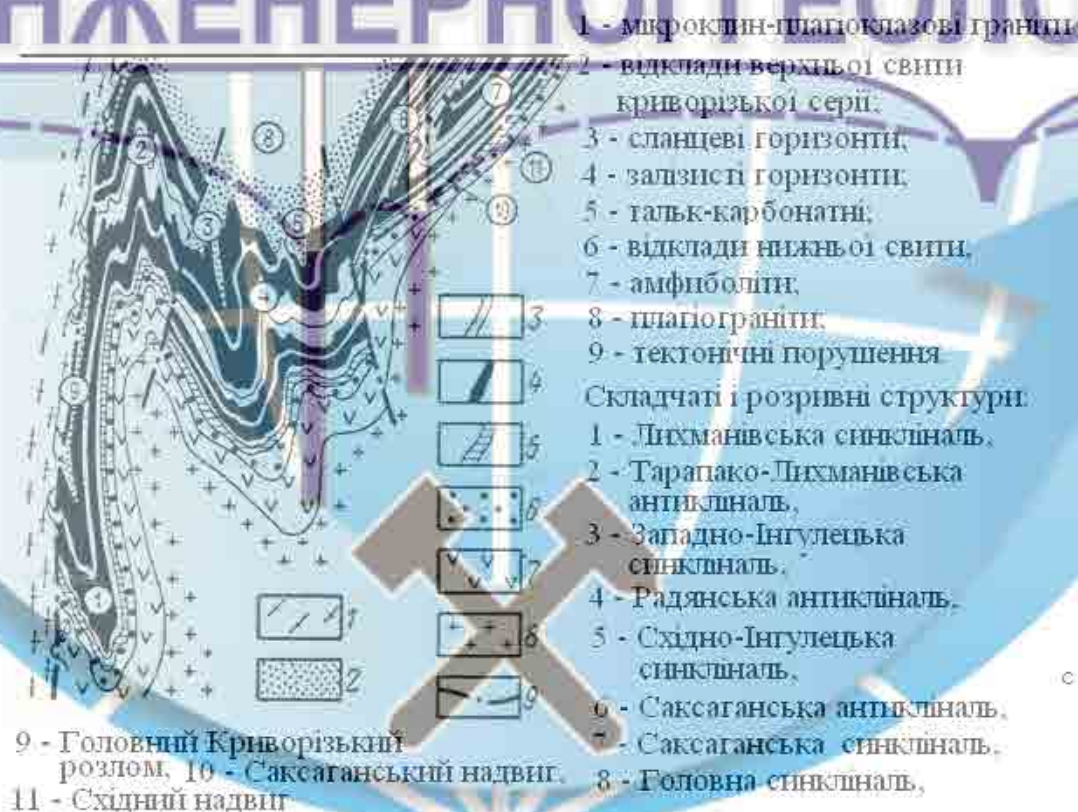 1 - мікроклин-плагіоклазові граніти
2 - відклади верхньої свити
криворізької серії;
3 - сланцеві горизонти;
4 - залізисті горизонти;
5 - тальк-карбонатні;
6 - відклади нижньої свити,
7 - амфиболіти;
8 - плагіограніти;
9 - тектонічні порушення
Складчаті і розривні структури:
1 - Лихманівська синкліналь,
2 - Тарапако-Лихманівська
антикліналь,
3 - Западно-Інгулецька
синкліналь,
4 - Радянська антикліналь,
5 - Східно-Інгулецька
синкліналь,
6 - Саксаганська антикліналь,
7 - Саксаганська синкліналь,
8 - Головна синкліналь,
9 - Головний Криворізький
розлом, 10 - Саксаганський надвиг,
11 - Східний надвиг